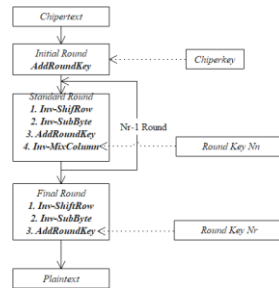 Chipertext
Initial Round
AddRoundKey
Chiperkey
Standard Round
1. Inv-ShifRow
2. Inv-SubByte
3. AddRoundKey
4. Inv-MixColumn
Nr-1 Round
Round Key Nn
Final Round
1. Inv-ShiftRow
2. Inv-SubByte
3. AddRoundKey
Round Key Nr
Plaintext